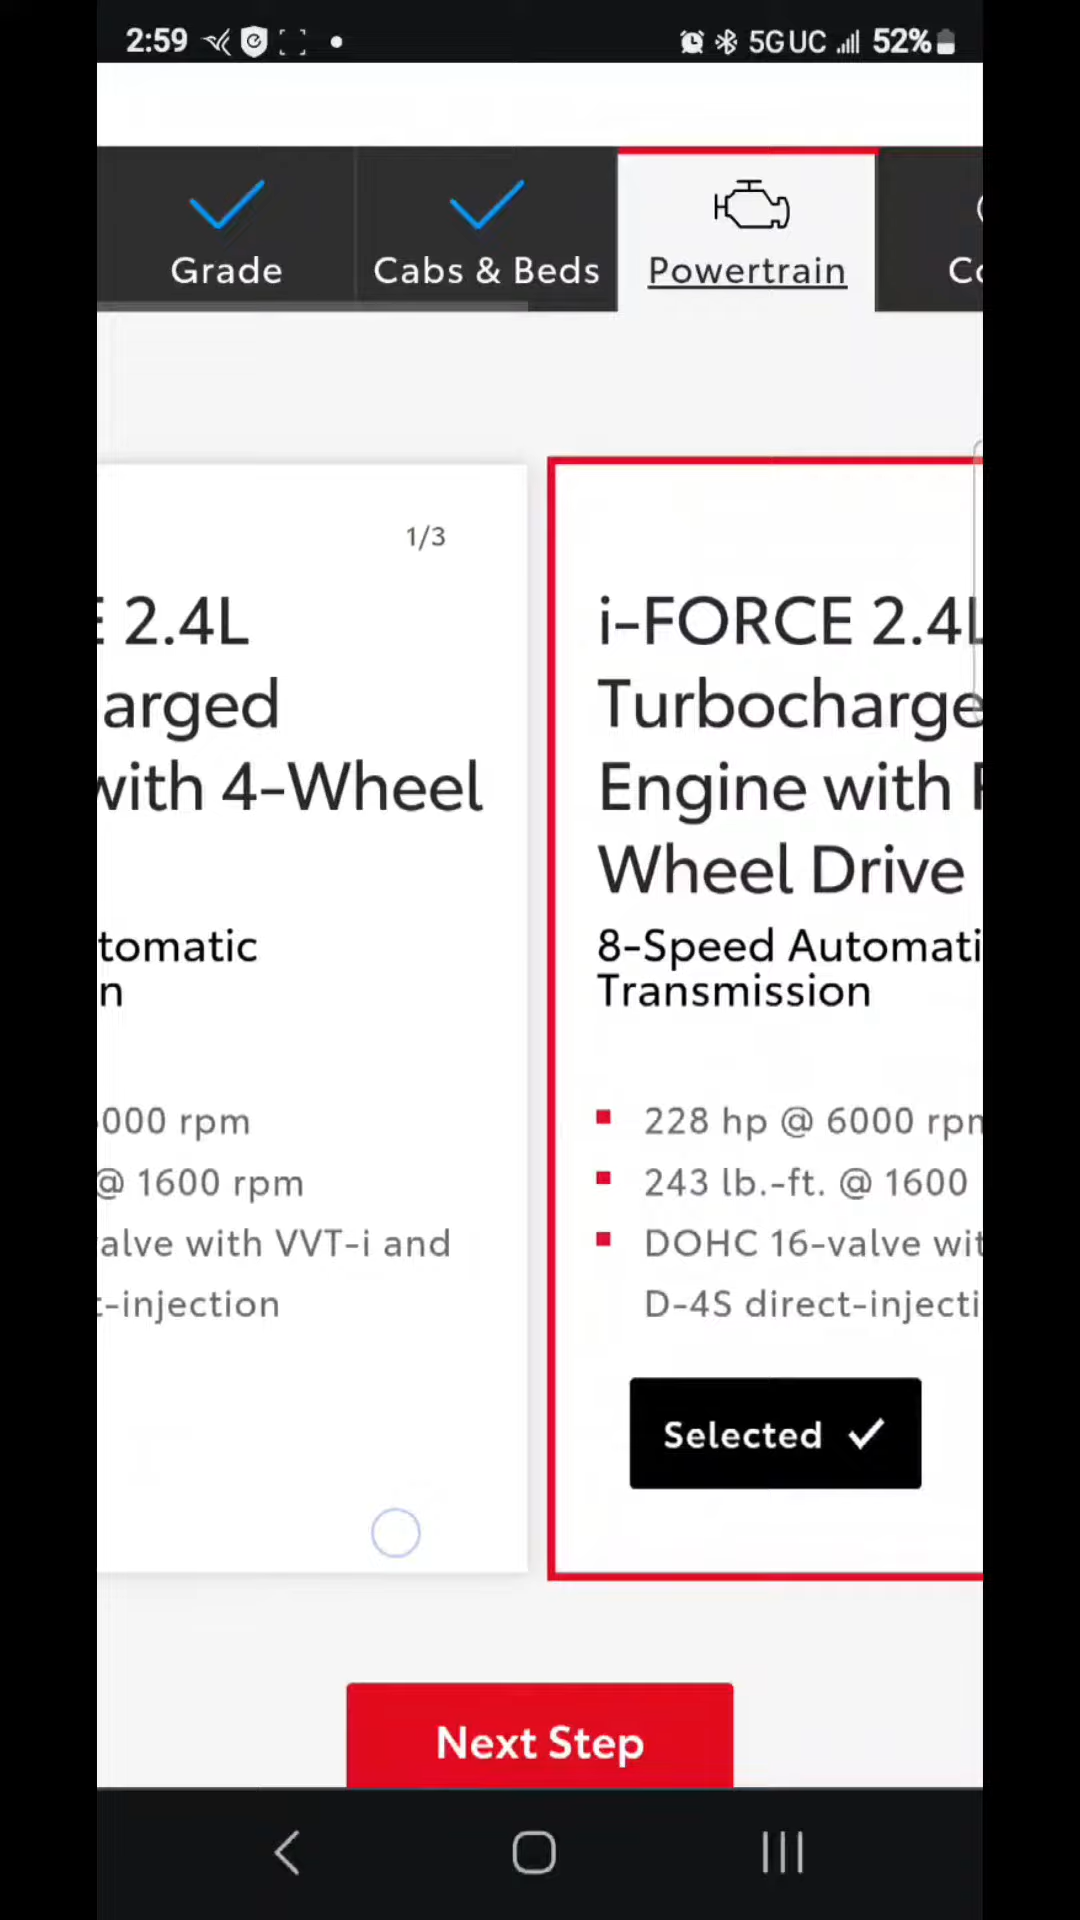 2:59 5G UC 52%
Grade
Cabs & Beds
Powertrain
1/3
2.4L
arged
with 4-Wheel
tomatic
n
000 rpm
@ 1600 rpm
alve with VVT-i and
-injection
i-FORCE 2.4L
Turbocharge
Engine with
Wheel Drive
8-Speed Automati
Transmission
228 hp @ 6000 rpm
243 lb.-ft. @ 1600
DOHC 16-valve wit
D-4S direct-injecti
Selected
Next Step